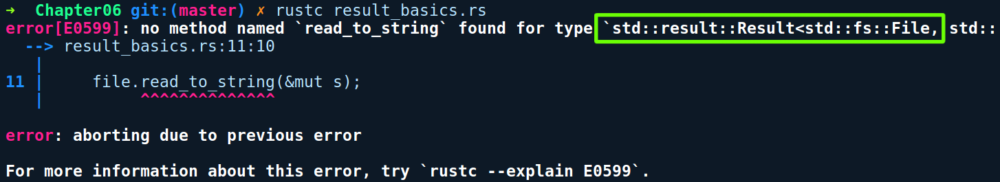 ➜  Chapter06 git:(master) ✗ rustc result_basics.rs
error[E0599]: no method named `read_to_string` found for type `std::result::Result<std::fs::File, std::
  --> result_basics.rs:11:10
   |
11 |     file.read_to_string(&mut s);
   |          ^^^^^^^^^^^^^^
error: aborting due to previous error
For more information about this error, try `rustc --explain E0599`.